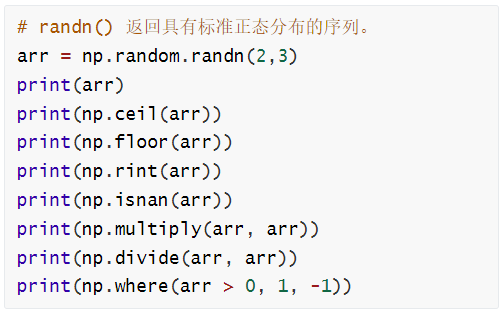 # randn() 返回具有标准正态分布的序列。
arr = np.random.randn(2,3)
print(arr)
print(np.ceil(arr))
print(np.floor(arr))
print(np.rint(arr))
print(np.isnan(arr))
print(np.multiply(arr, arr))
print(np.divide(arr, arr))
print(np.where(arr > 0, 1, -1))